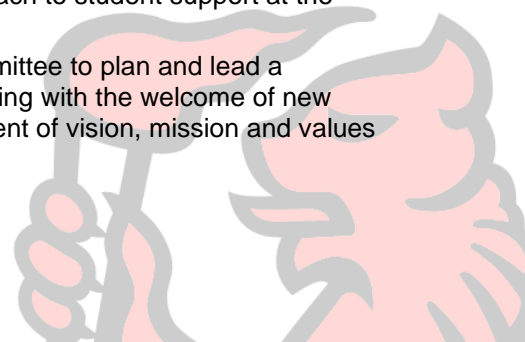 ach to student support at the
mittee to plan and lead a
ing with the welcome of new
ent of vision, mission and values